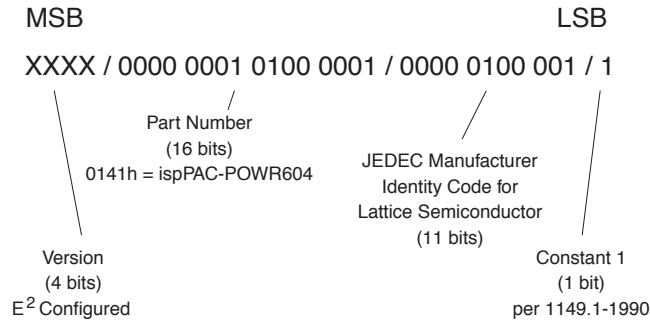 MSB LSB
XXXX / 0000 0001 0100 0001 / 0000 0100 001 / 1
Part Number
(16 bits)
0141h = ispPAC-POWR604
JEDEC Manufacturer
Identity Code for
Lattice Semiconductor
(11 bits)
Version
(4 bits)
E² Configured
Constant 1
(1 bit)
per 1149.1-1990